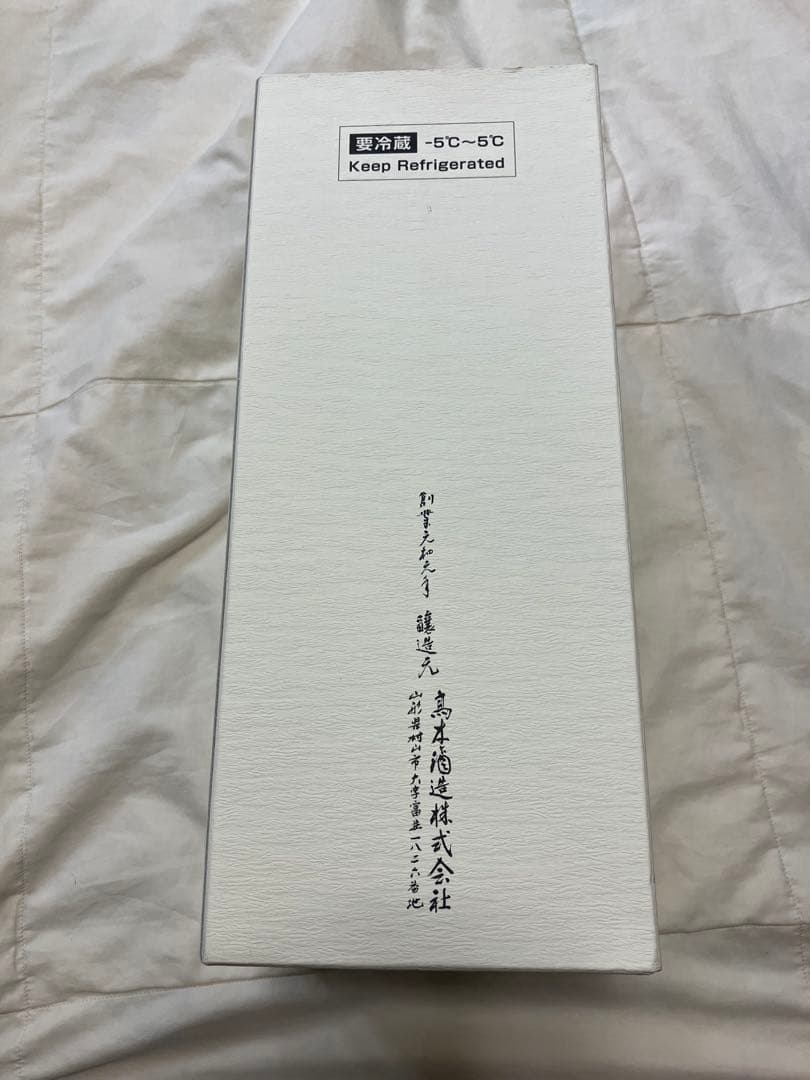 要冷蔵 -5℃〜5℃
Keep Refrigerated
創業元和元年 醸造元
高木酒造株式会社
山形県村山市大字富並一八二六番地